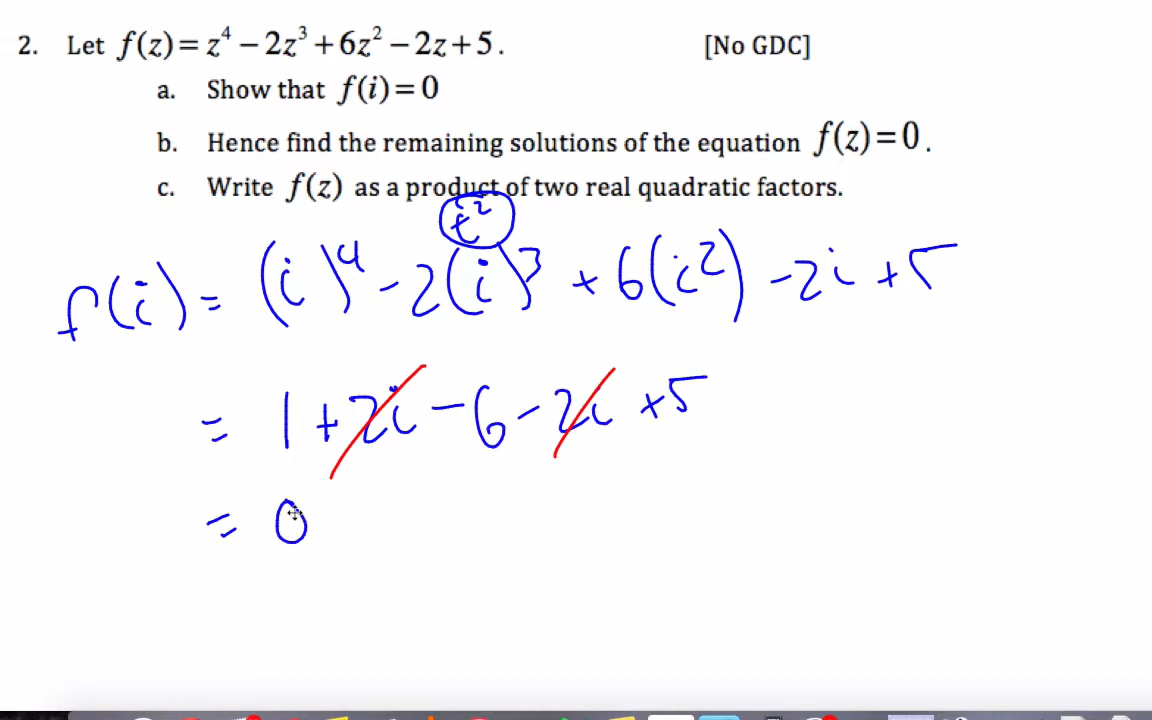 2. Let f(z) = z⁴ − 2z³ + 6z² − 2z + 5. [No GDC]
a. Show that f(i) = 0
b. Hence find the remaining solutions of the equation f(z) = 0.
c. Write f(z) as a product of two real quadratic factors.
i²
f(i) = (i)⁴ − 2(i)³ + 6(i²) − 2i + 5
= 1 + 2i − 6 − 2i + 5
= 0